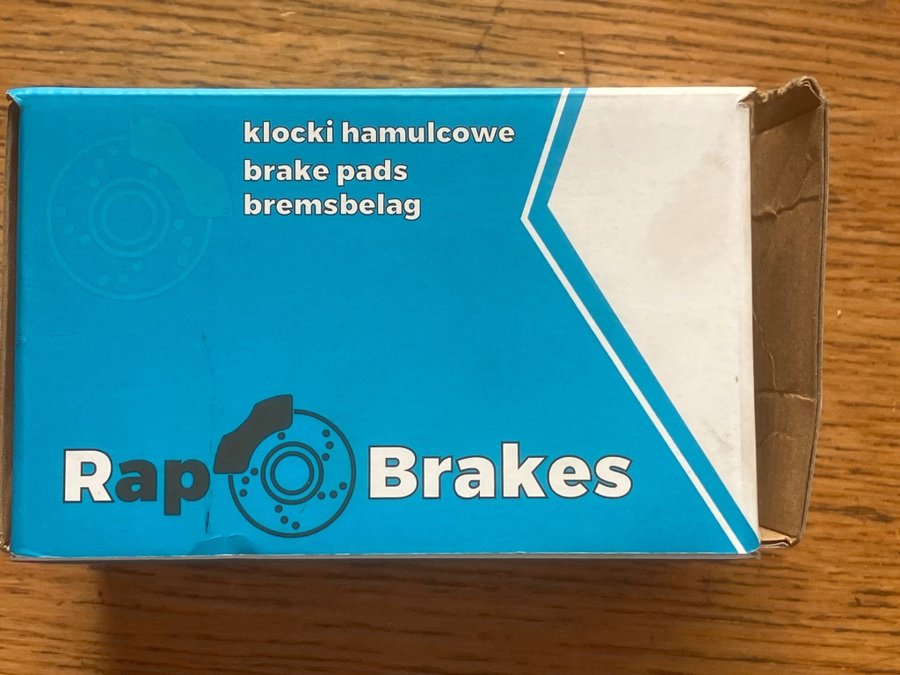 klocki hamulcowe
brake pads
bremsbelag
Rap Brakes